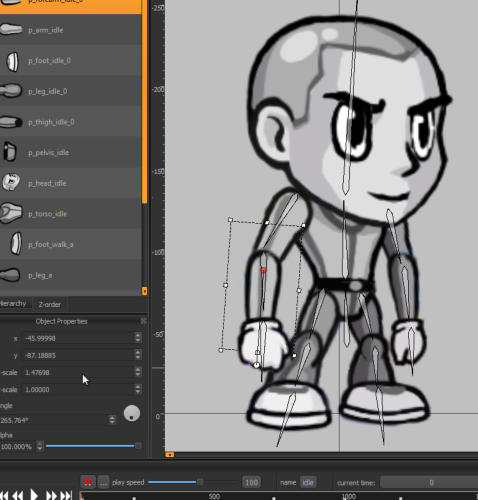 p_forearm_idle_0
p_arm_idle
p_foot_idle_0
p_leg_idle_0
p_thigh_idle_0
p_pelvis_idle
p_head_idle
p_torso_idle
p_foot_walk_a
p_leg_a
-250
-200
-150
-100
-50
0
Hierarchy Z-order
Object Properties
x -45.99998
y -87.18885
-scale 1.47698
-scale 1.00000
ngle
265.764°
lpha
100.000%
... play speed 100 name idle current time: 0
500 1000